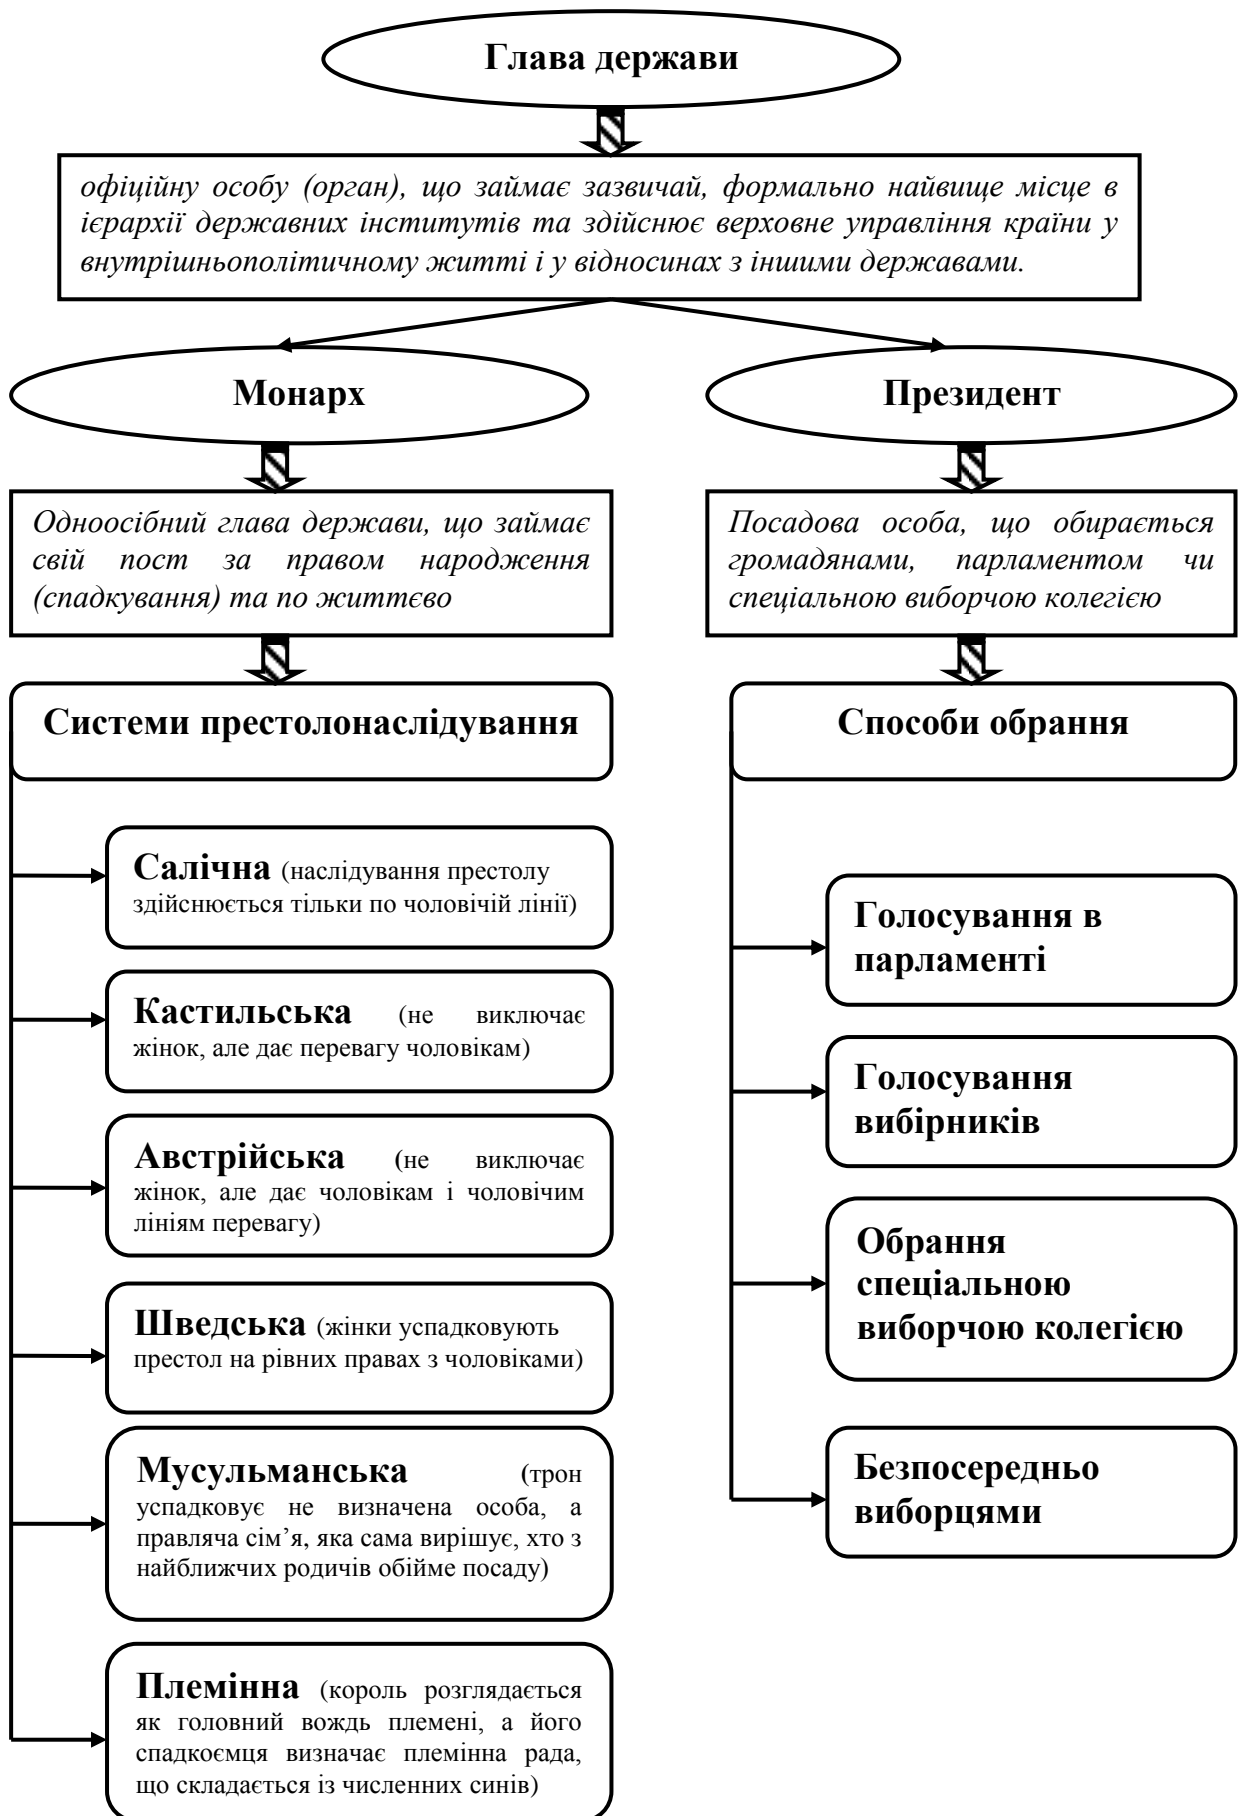 Глава держави
офіційну особу (орган), що займає зазвичай, формально найвище місце в
ієрархії державних інститутів та здійснює верховне управління країни у
внутрішньополітичному житті і у відносинах з іншими державами.
Монарх
Одноосібний глава держави, що займає
свій пост за правом народження
(спадкування) та по життєво
Системи престолонаслідування
Салічна (наслідування престолу
здійснюється тільки по чоловічій лінії)
Кастильська (не виключає
жінок, але дає перевагу чоловікам)
Австрійська (не виключає
жінок, але дає чоловікам і чоловічим
лініям перевагу)
Шведська (жінки успадковують
престол на рівних правах з чоловіками)
Мусульманська (трон
успадковує не визначена особа, а
правляча сім’я, яка сама вирішує, хто з
найближчих родичів обійме посаду)
Племінна (король розглядається
як головний вождь племені, а його
спадкоємця визначає племінна рада,
що складається із численних синів)
Президент
Посадова особа, що обирається
громадянами, парламентом чи
спеціальною виборчою колегією
Способи обрання
Голосування в
парламенті
Голосування
вибірників
Обрання
спеціальною
виборчою колегією
Безпосередньо
виборцями